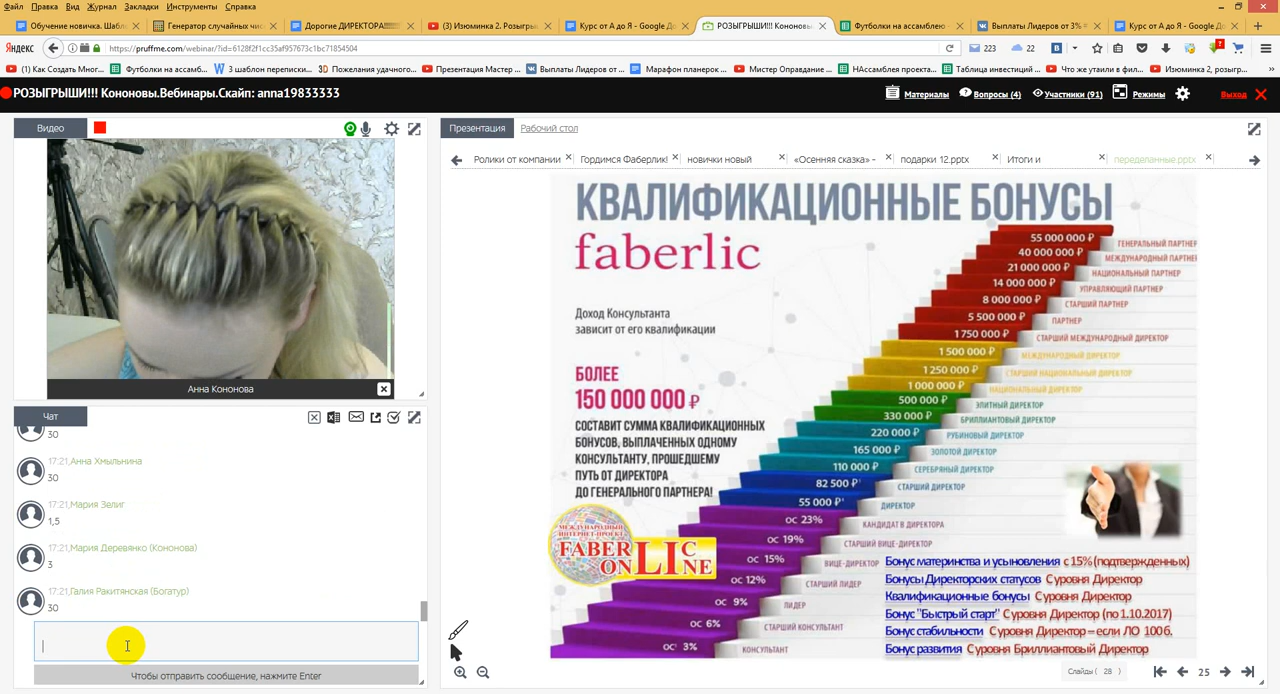 Файл Правка Вид Журнал Закладки Инструменты Справка
Обучение новичка. Шабл
Генератор случайных чис
Дорогие ДИРЕКТОРА!!!!!!!
(3) Изюминка 2. Розыгры
Курс от А до Я - Google До
РОЗЫГРЫШ!!! Кононовы
Футболки на ассамблею
Выплаты Лидеров от 3%
Курс от А до Я - Google До
Яндекс
https://pruffme.com/webinar/?id=6128f2f1cc35af957673c1bc71854504
223
22
(1) Как Создать Мног...
Футболки на ассамб...
3 шаблон переписки...
Пожелания удачного...
Презентация Мастер ...
Выплаты Лидеров от ...
Марафон планерок ...
Мистер Оправдание ...
НАссамблея проекта...
Таблица инвестиций ...
Что же утаили в фил...
Изюминка 2, розыгр...
РОЗЫГРЫШИ!!! Кононовы.Вебинары.Скайп: anna19833333
Материалы
Вопросы (4)
Участники (91)
Режимы
Выход
Видео
Анна Кононова
Чат
30
17:21,Анна Хмыльнина
30
17:21,Мария Зелиг
1,5
17:21,Мария Деревянко (Кононова)
3
17:21,Галия Ракитянская (Богатур)
30
Чтобы отправить сообщение, нажмите Enter
Презентация
Рабочий стол
Ролики от компании
Гордимся Фаберлик!
новички новый
«Осенняя сказка» -
подарки 12.pptx
Итоги и
переделанные.pptx
КВАЛИФИКАЦИОННЫЕ БОНУСЫ
faberlic
Доход Консультанта
зависит от его квалификации
БОЛЕЕ
150 000 000 ₽
СОСТАВИТ СУММА КВАЛИФИКАЦИОННЫХ
БОНУСОВ, ВЫПЛАЧЕННЫХ ОДНОМУ
КОНСУЛЬТАНТУ, ПРОШЕДШЕМУ
ПУТЬ ОТ ДИРЕКТОРА
ДО ГЕНЕРАЛЬНОГО ПАРТНЕРА!
55 000 000 ₽ ГЕНЕРАЛЬНЫЙ ПАРТНЕР
40 000 000 ₽ МЕЖДУНАРОДНЫЙ ПАРТНЕР
21 000 000 ₽ НАЦИОНАЛЬНЫЙ ПАРТНЕР
14 000 000 ₽ УПРАВЛЯЮЩИЙ ПАРТНЕР
8 000 000 ₽ СТАРШИЙ ПАРТНЕР
5 500 000 ₽ ПАРТНЕР
1 750 000 ₽ СТАРШИЙ МЕЖДУНАРОДНЫЙ ДИРЕКТОР
1 500 000 ₽ МЕЖДУНАРОДНЫЙ ДИРЕКТОР
1 250 000 ₽ СТАРШИЙ НАЦИОНАЛЬНЫЙ ДИРЕКТОР
1 000 000 ₽ НАЦИОНАЛЬНЫЙ ДИРЕКТОР
500 000 ₽ ЭЛИТНЫЙ ДИРЕКТОР
330 000 ₽ БРИЛЛИАНТОВЫЙ ДИРЕКТОР
220 000 ₽ РУБИНОВЫЙ ДИРЕКТОР
165 000 ₽ ЗОЛОТОЙ ДИРЕКТОР
110 000 ₽ СЕРЕБРЯНЫЙ ДИРЕКТОР
82 500 ₽ СТАРШИЙ ДИРЕКТОР
55 000 ₽ ДИРЕКТОР
ОС 23% КАНДИДАТ В ДИРЕКТОРА
ОС 19% СТАРШИЙ ВИЦЕ-ДИРЕКТОР
ОС 15% ВИЦЕ-ДИРЕКТОР
ОС 12% СТАРШИЙ ЛИДЕР
ОС 9% ЛИДЕР
ОС 6% СТАРШИЙ КОНСУЛЬТАНТ
ОС 3% КОНСУЛЬТАНТ
МЕЖДУНАРОДНЫЙ
ИНТЕРНЕТ-ПРОЕКТ
FABERLIC
ONLINE
Бонус материнства и усыновления с 15% (подтвержденных)
Бонусы Директорских статусов С уровня Директор
Квалификационные бонусы С уровня Директор
Бонус "Быстрый старт" С уровня Директор (по 1.10.2017)
Бонус стабильности С уровня Директор – если ЛО 100б.
Бонус развития С уровня Бриллиантовый Директор
Слайды ( 28 )
25